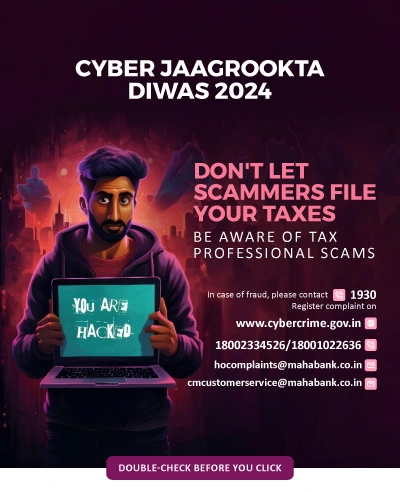 CYBER JAAGROOKTA
DIWAS 2024
DON'T LET
SCAMMERS FILE
YOUR TAXES
BE AWARE OF TAX
PROFESSIONAL SCAMS
YOU ARE
HACKED
In case of fraud, please contact 1930
Register complaint on
www.cybercrime.gov.in
18002334526/18001022636
hocomplaints@mahabank.co.in
cmcustomerservice@mahabank.co.in
DOUBLE-CHECK BEFORE YOU CLICK